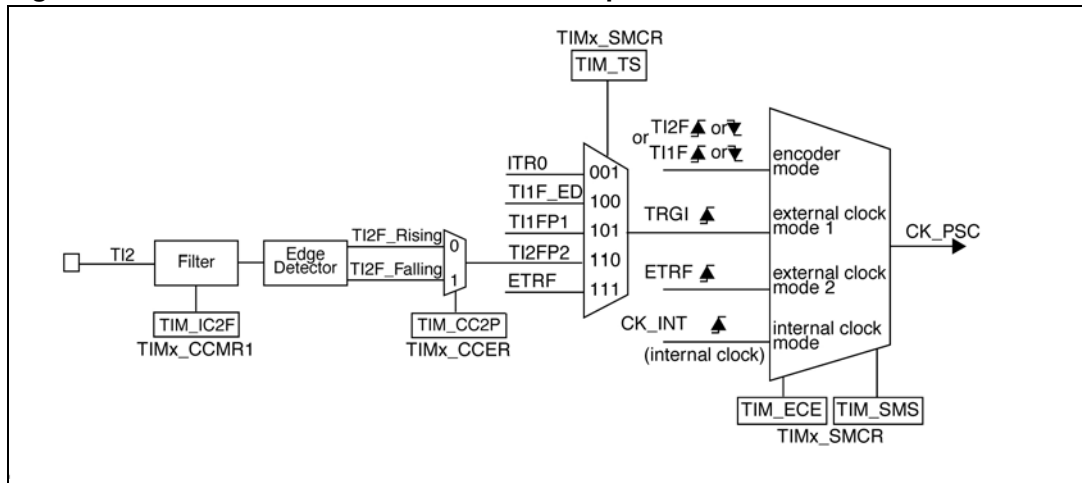 TIMx_SMCR
TIM_TS
or TI2F or
TI1F or
encoder mode
ITR0
001
TI1F_ED
100
TI1FP1
101
TRGI
external clock mode 1
CK_PSC
TI2
Filter
Edge Detector
TI2F_Rising
0
TI2F_Falling
1
TI2FP2
110
ETRF
111
ETRF
external clock mode 2
TIM_IC2F
TIMx_CCMR1
TIM_CC2P
TIMx_CCER
CK_INT
(internal clock)
internal clock mode
TIM_ECE
TIM_SMS
TIMx_SMCR